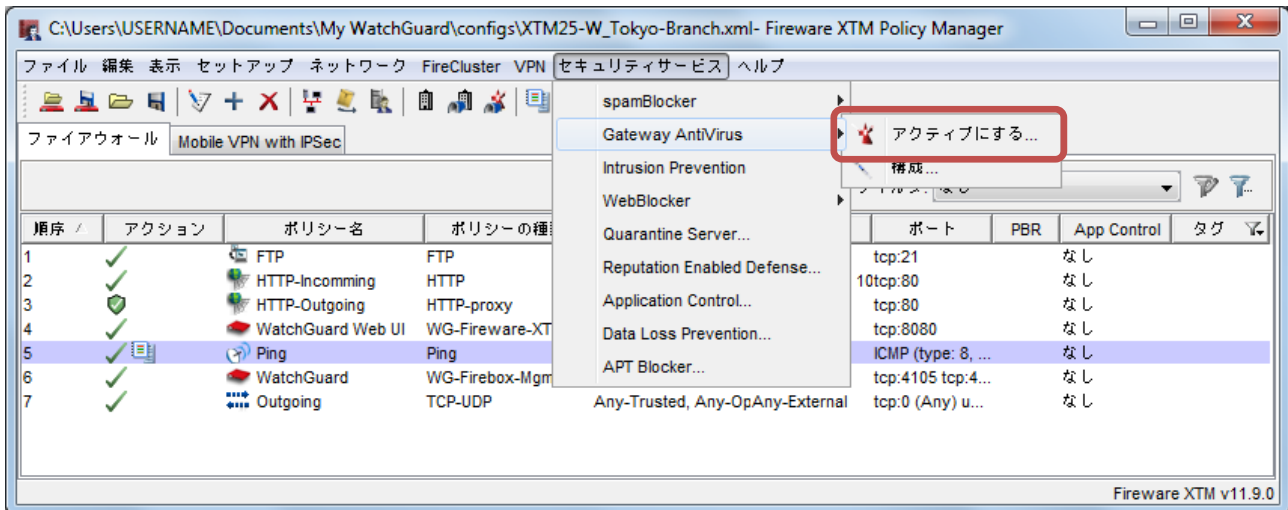 C:\Users\USERNAME\Documents\My WatchGuard\configs\XTM25-W_Tokyo-Branch.xml- Fireware XTM Policy Manager
ファイル 編集 表示 セットアップ ネットワーク FireCluster VPN セキュリティサービス ヘルプ
spamBlocker
ファイアウォール Mobile VPN with IPSec
Gateway AntiVirus アクティブにする...
Intrusion Prevention 構成...
WebBlocker なし
Quarantine Server...
Reputation Enabled Defense...
Application Control...
Data Loss Prevention...
APT Blocker...
順序 アクション ポリシー名 ポリシーの種 ポート PBR App Control タグ
1 FTP FTP tcp:21 なし
2 HTTP-Incomming HTTP 10 tcp:80 なし
3 HTTP-Outgoing HTTP-proxy tcp:80 なし
4 WatchGuard Web UI WG-Fireware-XT tcp:8080 なし
5 Ping Ping ICMP (type: 8, ... なし
6 WatchGuard WG-Firebox-Mgm tcp:4105 tcp:4... なし
7 Outgoing TCP-UDP Any-Trusted, Any-Op Any-External tcp:0 (Any) u... なし
Fireware XTM v11.9.0